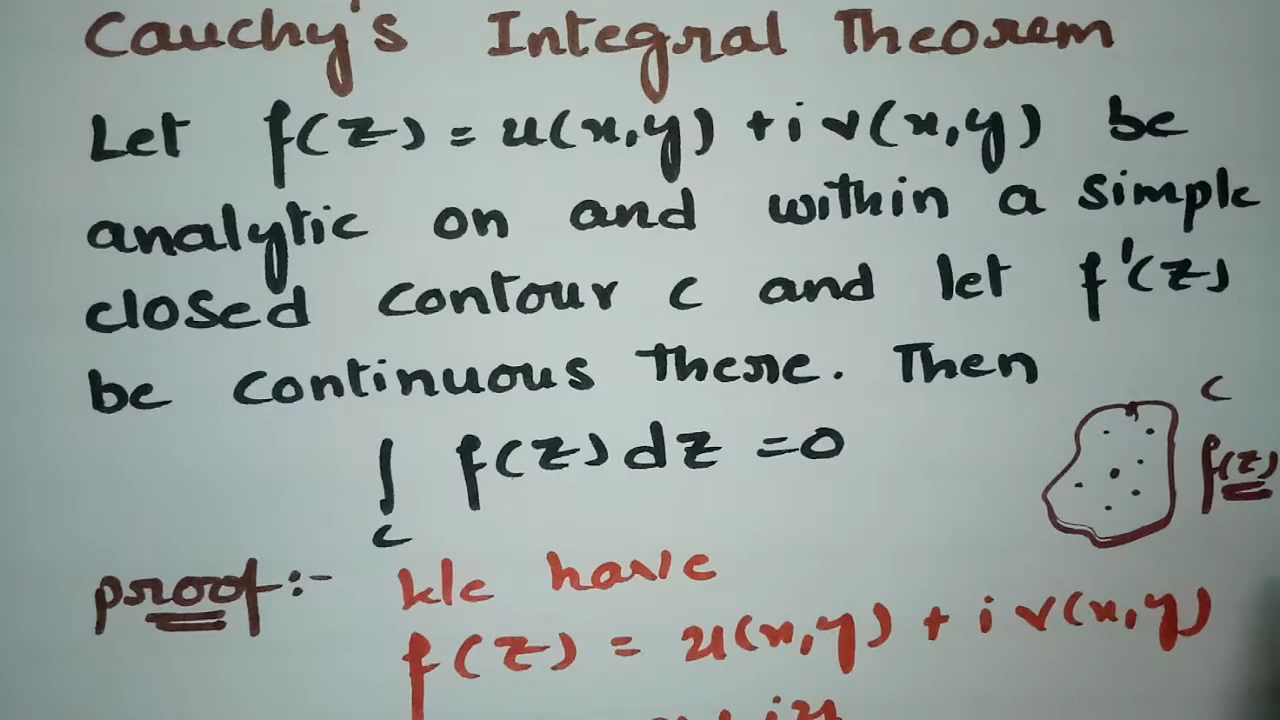 Cauchy's Integral Theorem
Let f(z) = u(x,y) + i v(x,y) be
analytic on and within a simple
closed contour c and let f'(z)
be continuous there. Then
∫ f(z) dz = 0
c
c
f(z)
proof:- We have
f(z) = u(x,y) + i v(x,y)